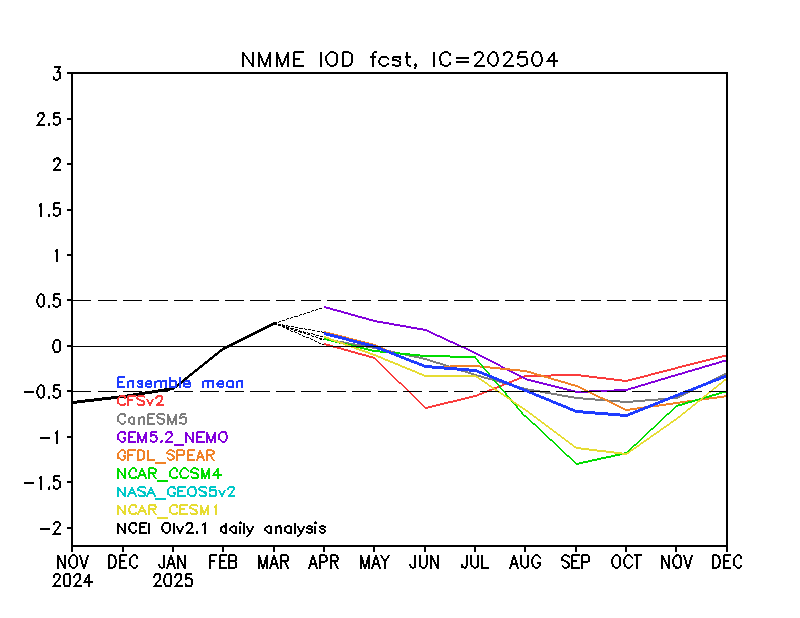 NMME IOD fcst, IC=202504
3
2.5
2
1.5
1
0.5
0
−0.5
−1
−1.5
−2
Ensemble mean
CFSv2
CanESM5
GEM5.2_NEMO
GFDL_SPEAR
NCAR_CCSM4
NASA_GEOS5v2
NCAR_CESM1
NCEI OIv2.1 daily analysis
NOV DEC JAN FEB MAR APR MAY JUN JUL AUG SEP OCT NOV DEC
2024 2025